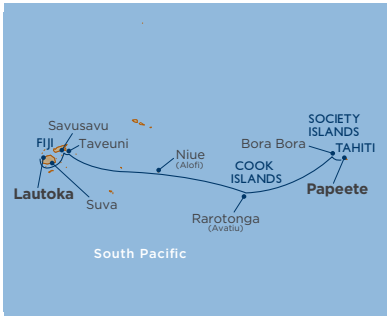 SOCIETY
ISLANDS
Savusavu
FIJI
Taveuni
Bora Bora
TAHITI
Niue
(Alofi)
COOK
ISLANDS
Lautoka
Papeete
Suva
Rarotonga
(Avatiu)
South Pacific